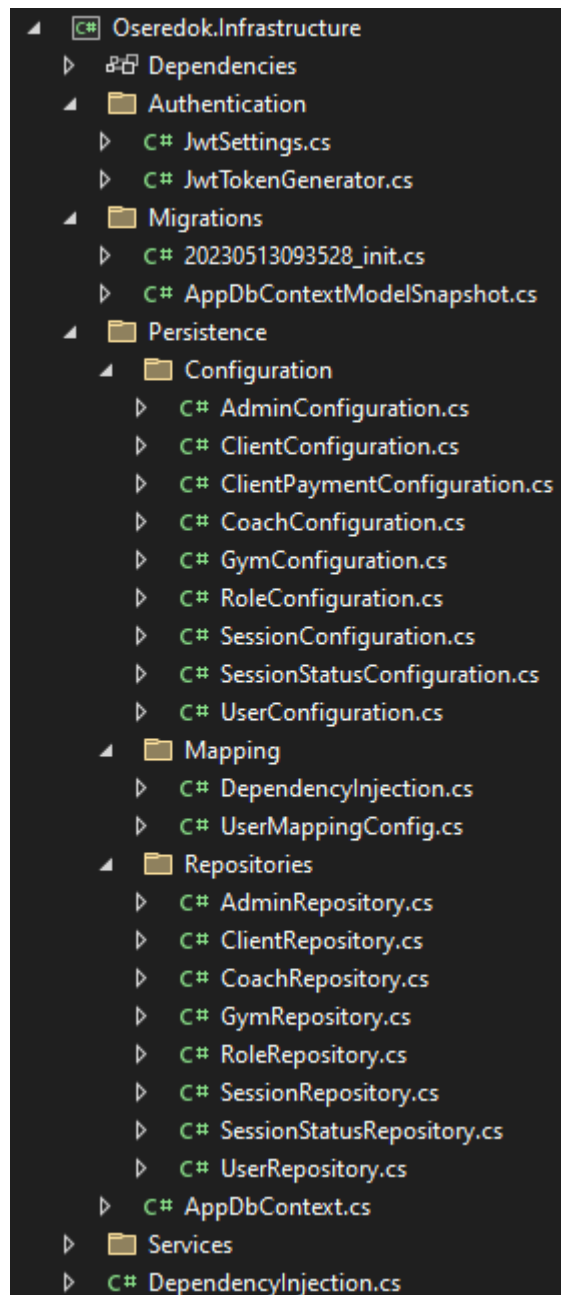 C# Oseredok.Infrastructure
Dependencies
Authentication
C# JwtSettings.cs
C# JwtTokenGenerator.cs
Migrations
C# 20230513093528_init.cs
C# AppDbContextModelSnapshot.cs
Persistence
Configuration
C# AdminConfiguration.cs
C# ClientConfiguration.cs
C# ClientPaymentConfiguration.cs
C# CoachConfiguration.cs
C# GymConfiguration.cs
C# RoleConfiguration.cs
C# SessionConfiguration.cs
C# SessionStatusConfiguration.cs
C# UserConfiguration.cs
Mapping
C# DependencyInjection.cs
C# UserMappingConfig.cs
Repositories
C# AdminRepository.cs
C# ClientRepository.cs
C# CoachRepository.cs
C# GymRepository.cs
C# RoleRepository.cs
C# SessionRepository.cs
C# SessionStatusRepository.cs
C# UserRepository.cs
C# AppDbContext.cs
Services
C# DependencyInjection.cs